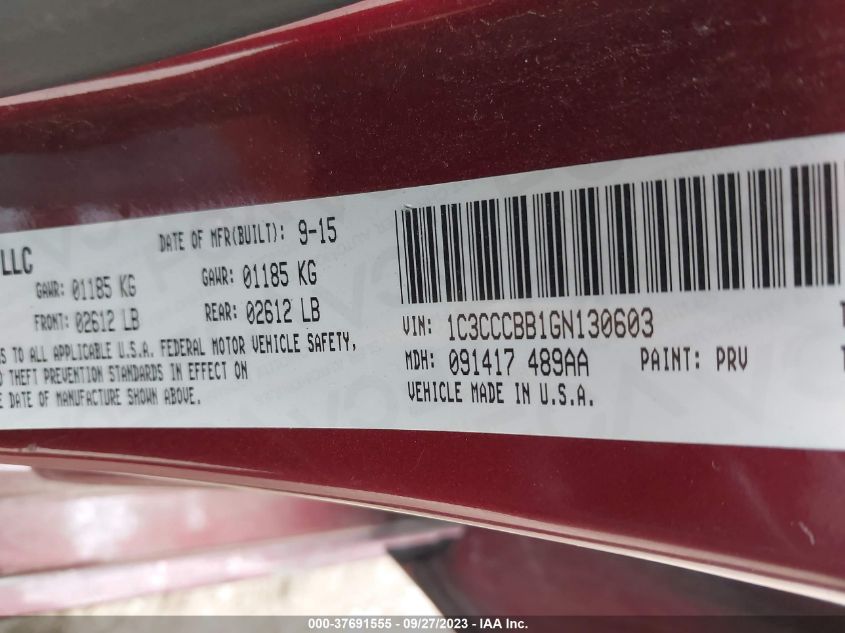 LLC
DATE OF MFR(BUILT): 9-15
GAWR: 01185 KG GAWR: 01185 KG
FRONT: 02612 LB REAR: 02612 LB
TO ALL APPLICABLE U.S.A. FEDERAL MOTOR VEHICLE SAFETY,
THEFT PREVENTION STANDARDS IN EFFECT ON
DATE OF MANUFACTURE SHOWN ABOVE.
VIN: 1C3CCCBB1GN130603
MDH: 091417 489AA PAINT: PRV
VEHICLE MADE IN U.S.A.
000-37691555 / 09/27/2023 / IAA Inc.